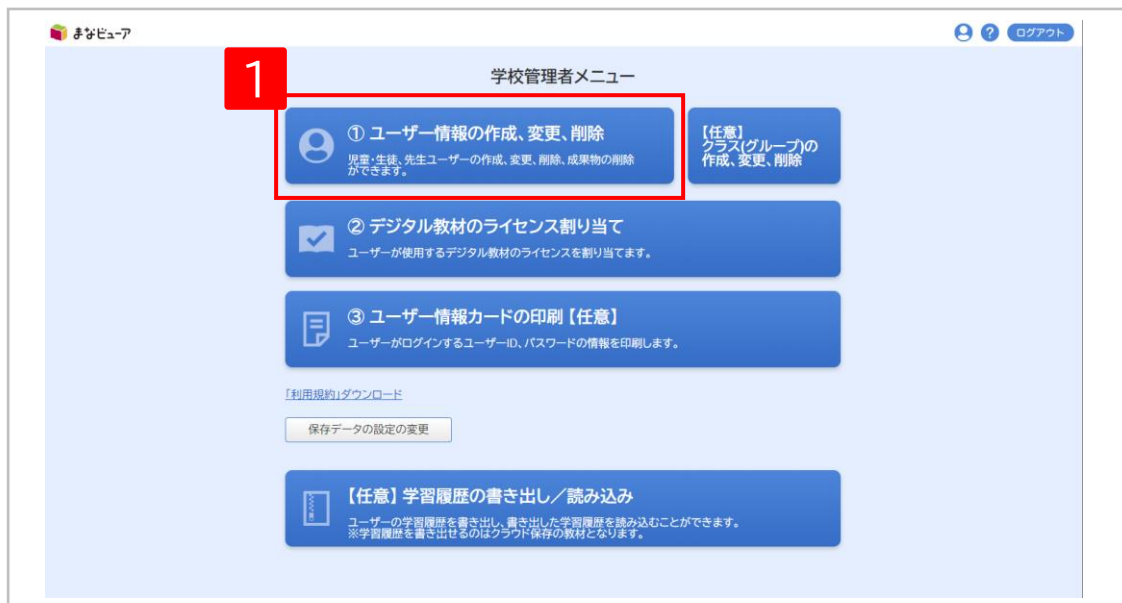 まなビューア
?
ログアウト
学校管理者メニュー
1
① ユーザー情報の作成、変更、削除
児童・生徒、先生ユーザーの作成、変更、削除、成果物の削除
ができます。
【任意】
クラス(グループ)の
作成、変更、削除
② デジタル教材のライセンス割り当て
ユーザーが使用するデジタル教材のライセンスを割り当てます。
③ ユーザー情報カードの印刷【任意】
ユーザーがログインするユーザーID、パスワードの情報を印刷します。
「利用規約」ダウンロード
保存データの設定の変更
【任意】学習履歴の書き出し／読み込み
ユーザーの学習履歴を書き出し、書き出した学習履歴を読み込むことができます。
※学習履歴を書き出せるのはクラウド保存の教材となります。